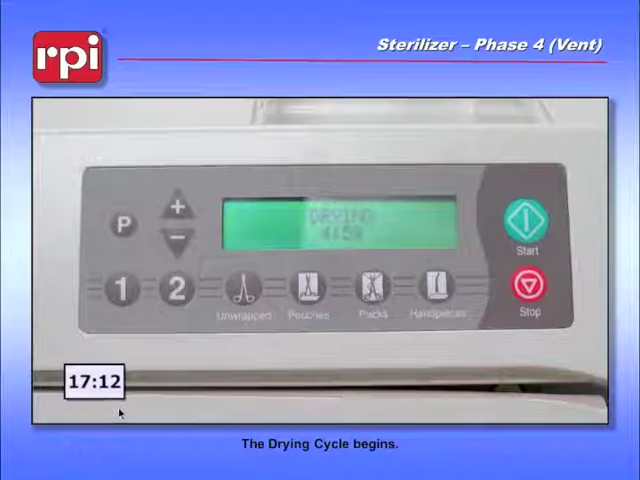 rpi
Sterilizer – Phase 4 (Vent)
DRYING
4:59
P
+
−
1
2
Unwrapped
Pouches
Packs
Handpieces
Start
Stop
17:12
The Drying Cycle begins.